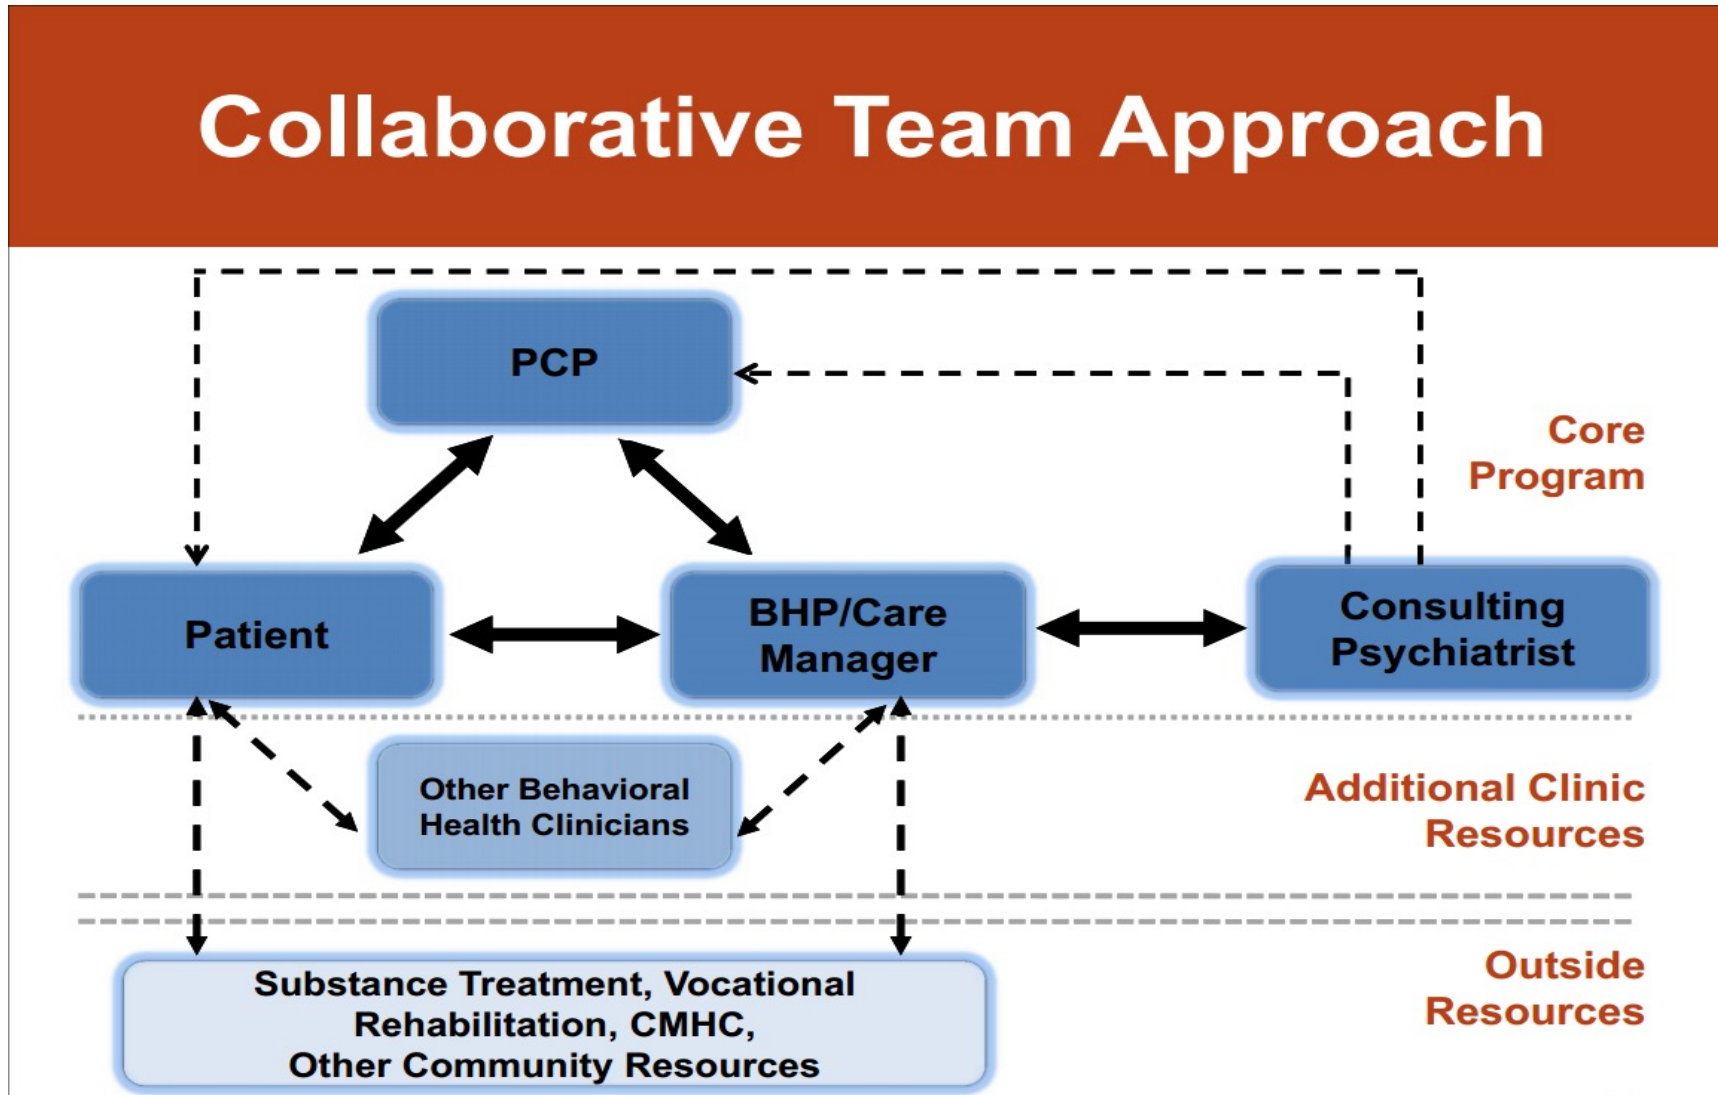 Collaborative Team Approach
PCP
Core
Program
Patient
BHP/Care
Manager
Consulting
Psychiatrist
Other Behavioral
Health Clinicians
Additional Clinic
Resources
Substance Treatment, Vocational
Rehabilitation, CMHC,
Other Community Resources
Outside
Resources